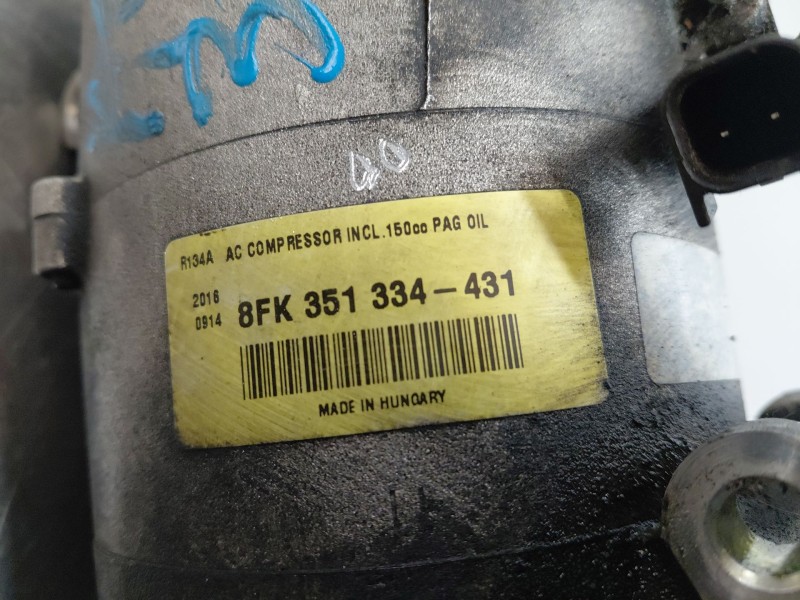 R134A AC COMPRESSOR INCL.150cc PAG OIL
2016
0914
8FK 351 334-431
MADE IN HUNGARY